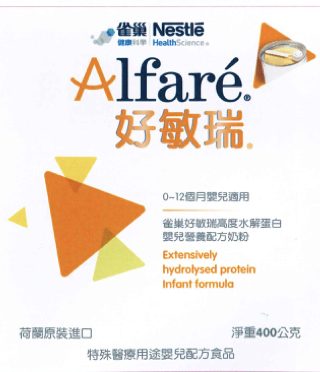 雀巢 Nestlé
健康科學 HealthScience®
Alfaré®
好敏瑞®
0~12個月嬰兒適用
雀巢好敏瑞高度水解蛋白
嬰兒營養配方奶粉
Extensively
hydrolysed protein
Infant formula
荷蘭原裝進口
淨重400公克
特殊醫療用途嬰兒配方食品